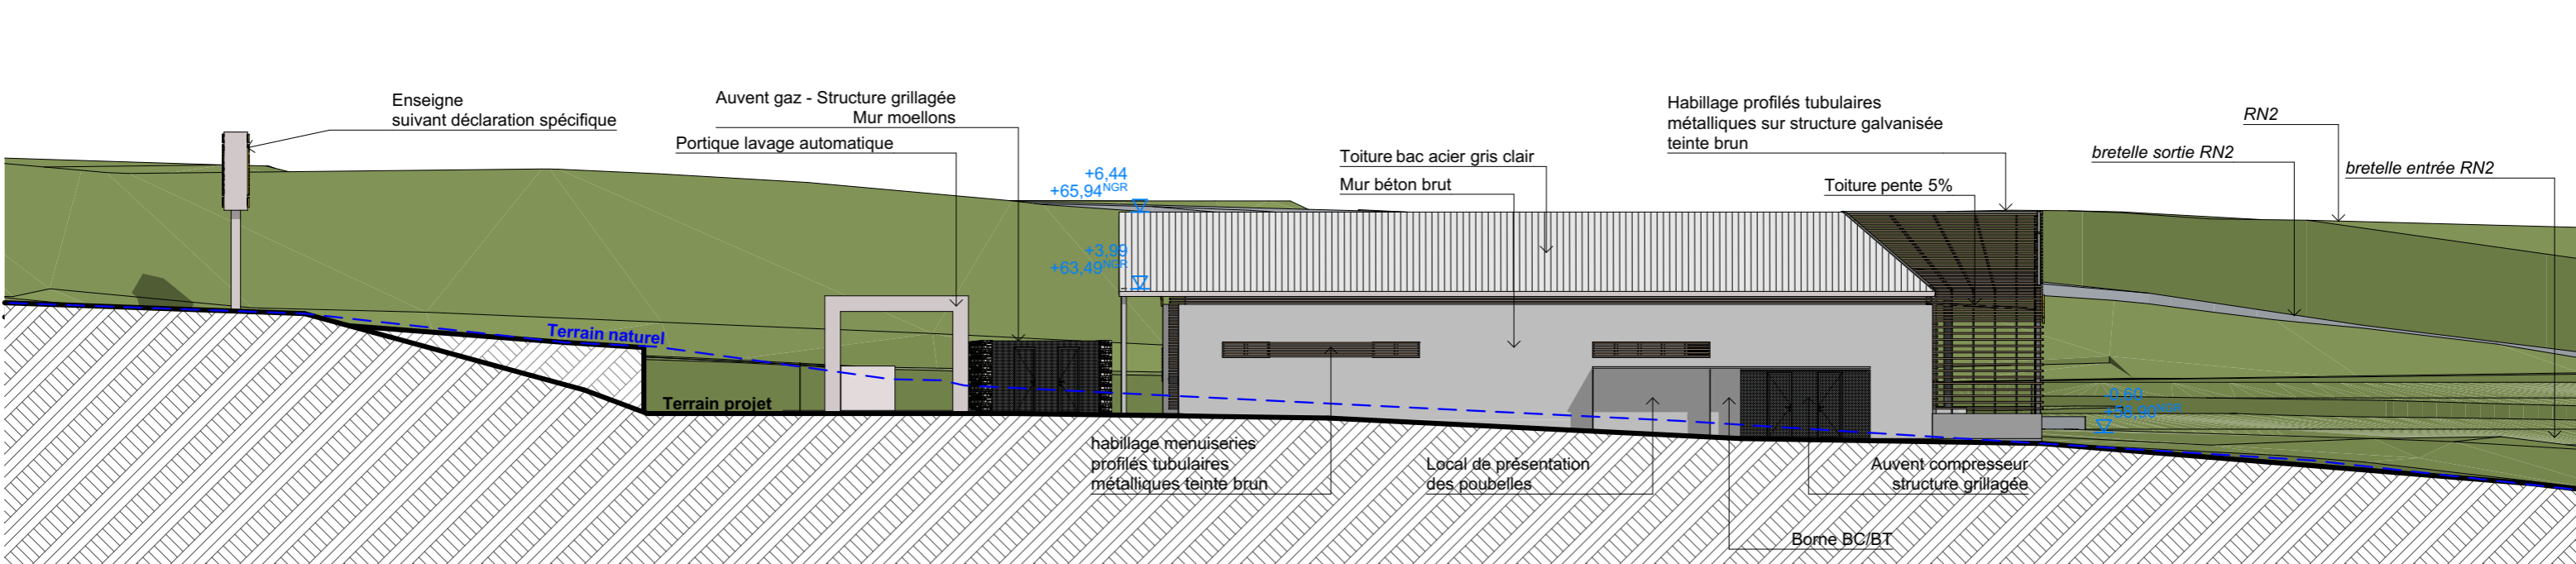 Enseigne
suivant déclaration spécifique
Auvent gaz - Structure grillagée
Mur moellons
Portique lavage automatique
+6,44
+65,94NGR
+3,99
+63,49NGR
Toiture bac acier gris clair
Mur béton brut
Habillage profilés tubulaires
métalliques sur structure galvanisée
teinte brun
Toiture pente 5%
RN2
bretelle sortie RN2
bretelle entrée RN2
Terrain naturel
Terrain projet
-0,60
+58,90NGR
habillage menuiseries
profilés tubulaires
métalliques teinte brun
Local de présentation
des poubelles
Auvent compresseur
structure grillagée
Borne BC/BT